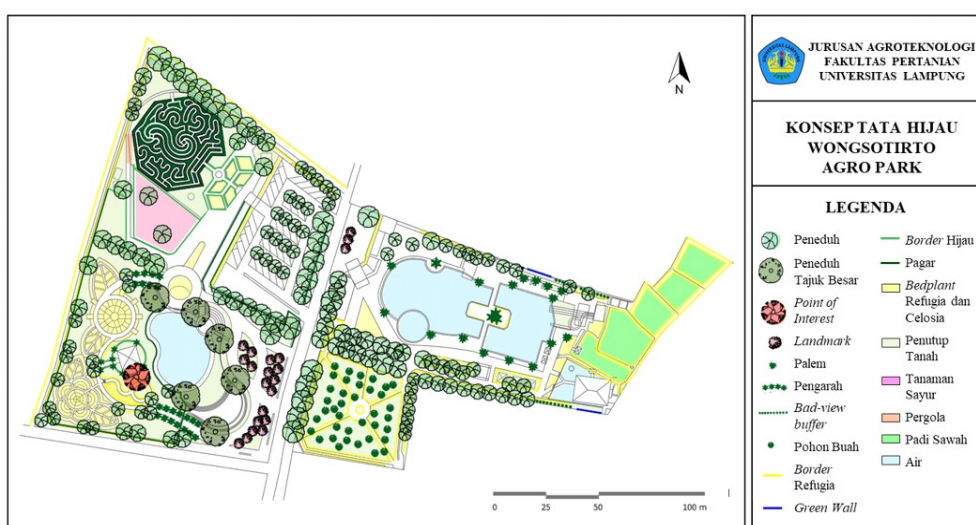 N
0 25 50 100 m
JURUSAN AGROTEKNOLOGI
FAKULTAS PERTANIAN
UNIVERSITAS LAMPUNG
KONSEP TATA HIJAU
WONGSOTIRTO
AGRO PARK
LEGENDA
Peneduh
Peneduh
Tajuk Besar
Point of
Interest
Landmark
Palem
Pengarah
Bad-view
buffer
Pohon Buah
Border
Refugia
Green Wall
Border Hijau
Pagar
Bedplant
Refugia dan
Celosia
Penutup
Tanah
Tanaman
Sayur
Pergola
Padi Sawah
Air